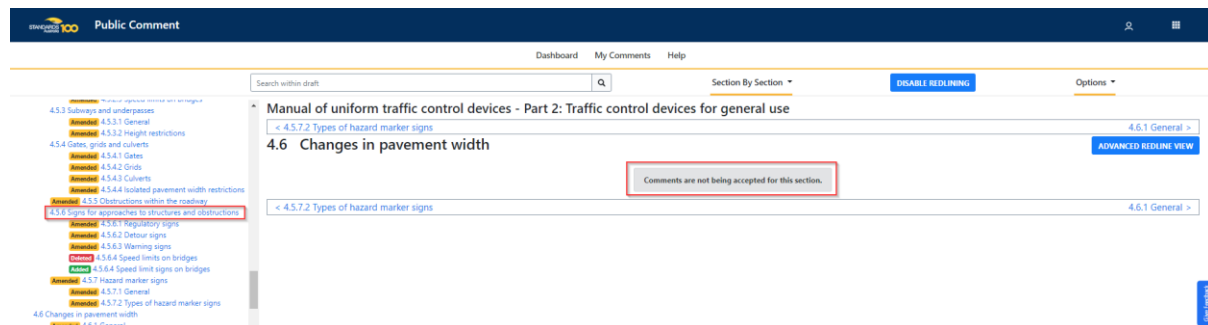 STANDARDS 100 Public Comment
Dashboard My Comments Help
Search within draft Section By Section DISABLE REDLINING Options
4.5.3 Subways and underpasses
Amended 4.5.3.1 General
Amended 4.5.3.2 Height restrictions
4.5.4 Gates, grids and culverts
Amended 4.5.4.1 Gates
Amended 4.5.4.2 Grids
Amended 4.5.4.3 Culverts
Amended 4.5.4.4 Isolated pavement width restrictions
Amended 4.5.5 Obstructions within the roadway
4.5.6 Signs for approaches to structures and obstructions
Amended 4.5.6.1 Regulatory signs
Amended 4.5.6.2 Detour signs
Amended 4.5.6.3 Warning signs
Deleted 4.5.6.4 Speed limits on bridges
Added 4.5.6.4 Speed limit signs on bridges
Amended 4.5.7 Hazard marker signs
Amended 4.5.7.1 General
Amended 4.5.7.2 Types of hazard marker signs
4.6 Changes in pavement width
Manual of uniform traffic control devices - Part 2: Traffic control devices for general use
< 4.5.7.2 Types of hazard marker signs 4.6.1 General >
4.6 Changes in pavement width ADVANCED REDLINE VIEW
Comments are not being accepted for this section.
< 4.5.7.2 Types of hazard marker signs 4.6.1 General >